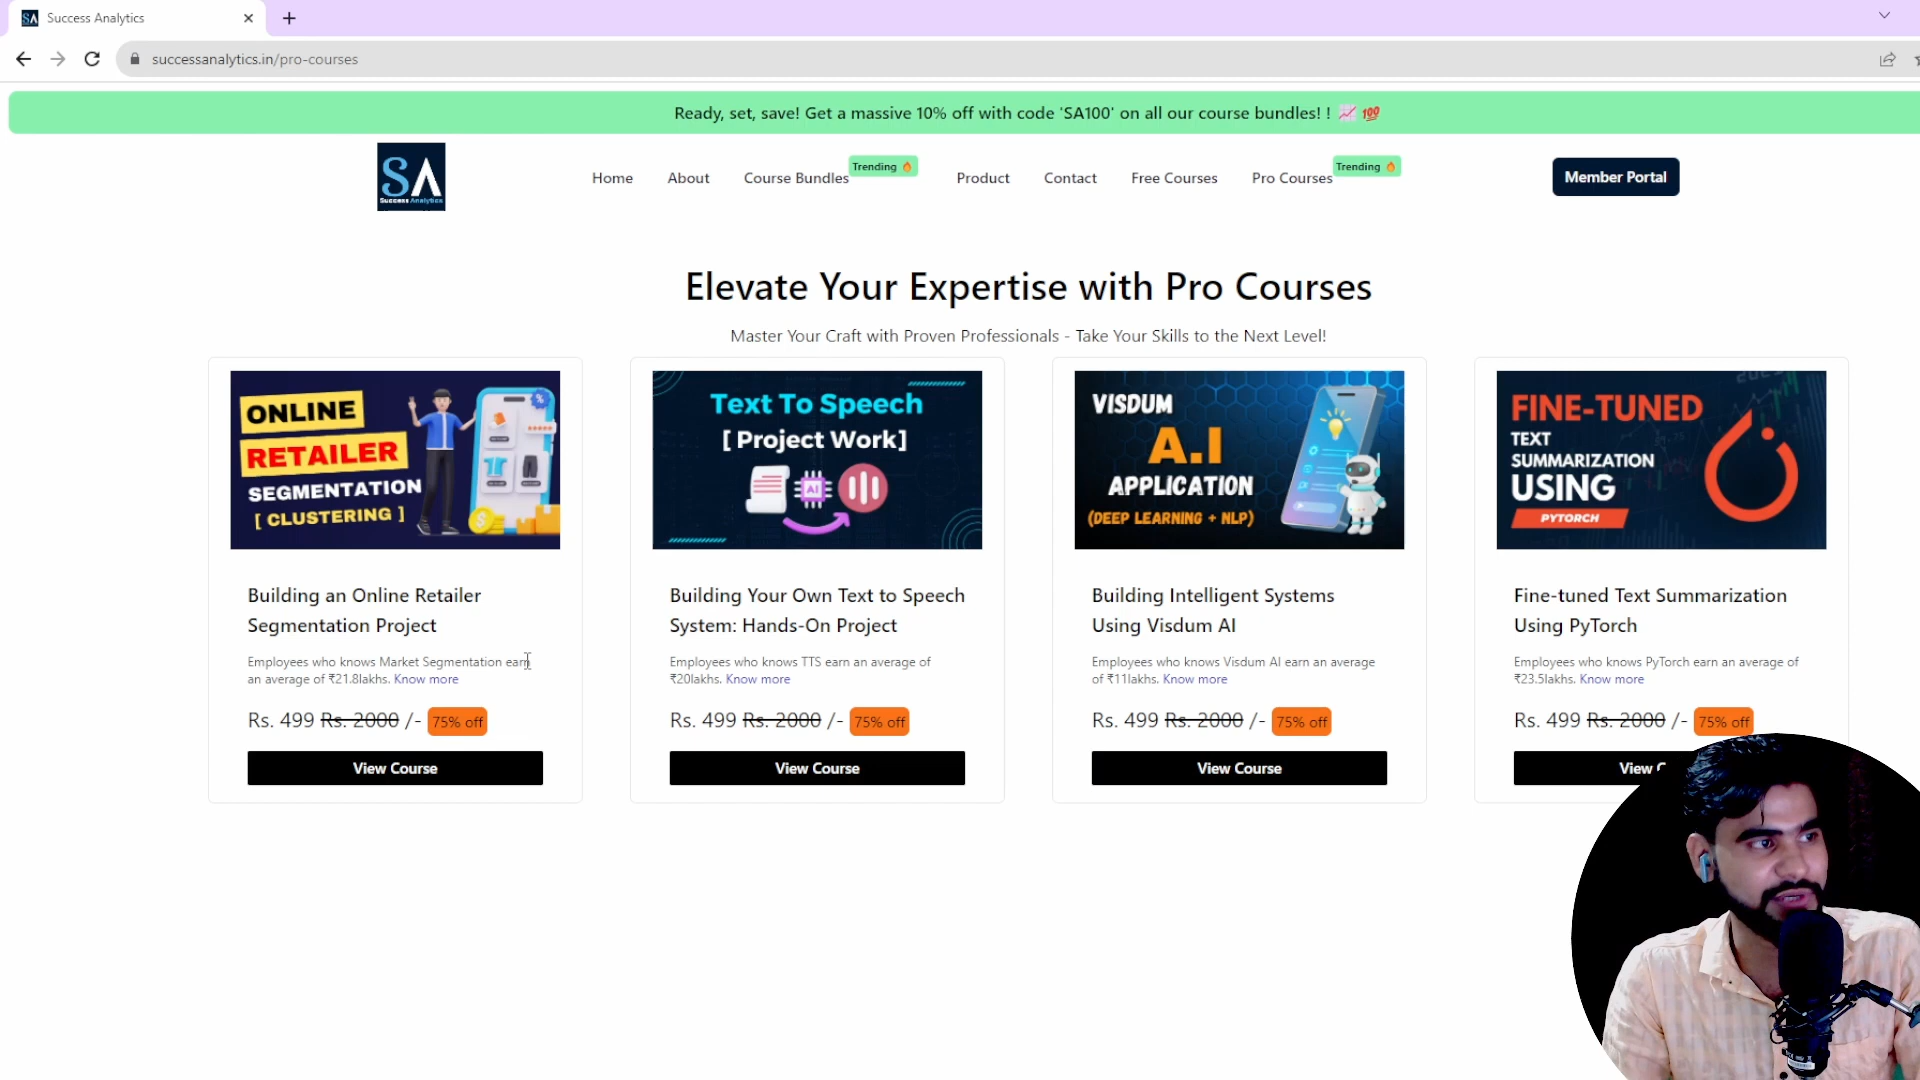 Success Analytics
successanalytics.in/pro-courses
Ready, set, save! Get a massive 10% off with code 'SA100' on all our course bundles! ! 📈 💯
SA
Success Analytics
Home
About
Course Bundles
Trending 🔥
Product
Contact
Free Courses
Pro Courses
Trending 🔥
Member Portal
Elevate Your Expertise with Pro Courses
Master Your Craft with Proven Professionals - Take Your Skills to the Next Level!
ONLINE
RETAILER
SEGMENTATION
[ CLUSTERING ]
Building an Online Retailer
Segmentation Project
Employees who knows Market Segmentation earn
an average of ₹21.8lakhs. Know more
Rs. 499 Rs. 2000 /- 75% off
View Course
Text To Speech
[ Project Work]
AI
Building Your Own Text to Speech
System: Hands-On Project
Employees who knows TTS earn an average of
₹20lakhs. Know more
Rs. 499 Rs. 2000 /- 75% off
View Course
VISDUM
A.I
APPLICATION
(DEEP LEARNING + NLP)
Building Intelligent Systems
Using Visdum AI
Employees who knows Visdum AI earn an average
of ₹11lakhs. Know more
Rs. 499 Rs. 2000 /- 75% off
View Course
FINE-TUNED
TEXT
SUMMARIZATION
USING
PYTORCH
Fine-tuned Text Summarization
Using PyTorch
Employees who knows PyTorch earn an average of
₹23.5lakhs. Know more
Rs. 499 Rs. 2000 /- 75% off
View C